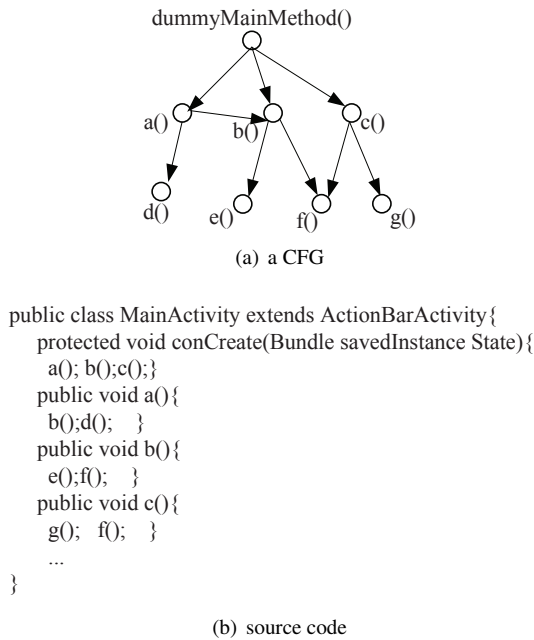 dummyMainMethod()
a()
b()
c()
d()
e()
f()
g()
(a) a CFG
public class MainActivity extends ActionBarActivity{
protected void conCreate(Bundle savedInstance State){
a(); b();c();}
public void a(){
b();d(); }
public void b(){
e();f(); }
public void c(){
g(); f(); }
...
}
(b) source code